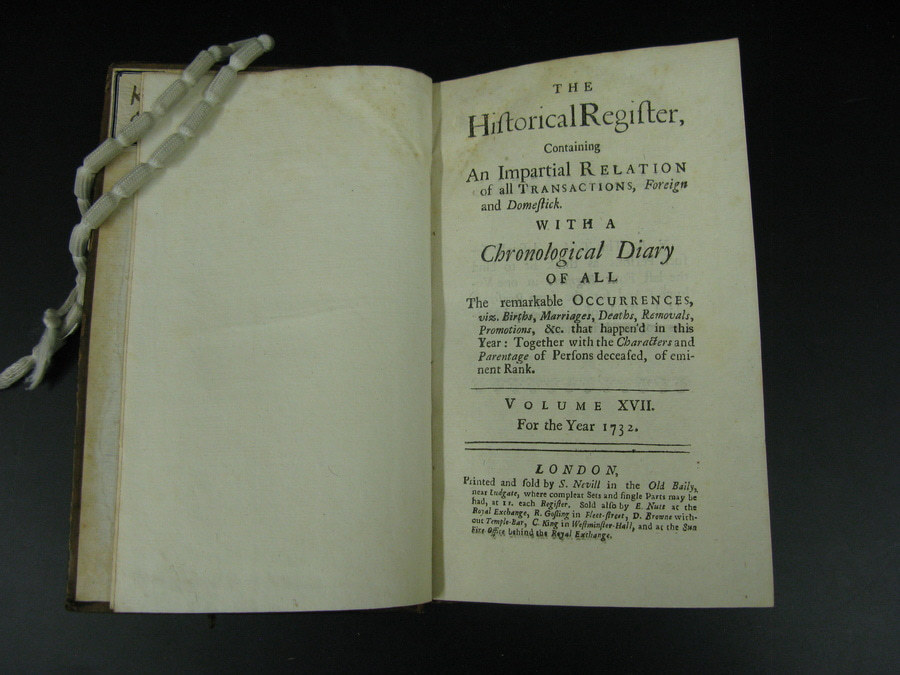 THE
HiſtoricalRegiſter,
Containing
An Impartial RELATION
of all TRANSACTIONS, Foreign
and Domeſtick.
WITH A
Chronological Diary
OF ALL
The remarkable OCCURRENCES,
viz. Births, Marriages, Deaths, Removals,
Promotions, &c. that happen'd in this
Year: Together with the Characters and
Parentage of Perſons deceaſed, of emi-
nent Rank.
VOLUME XVII.
For the Year 1732.
LONDON,
Printed and ſold by S. Nevill in the Old Baily,
near Ludgate, where compleat Sets and ſingle Parts may be
had, at 1s. each Regiſter. Sold alſo by E. Nutt at the
Royal Exchange, R. Goſling in Fleet-ſtreet, D. Browne with-
out Temple-Bar, C. King in Weſtminſter-Hall, and at the Sun
Fire Office behind the Royal Exchange.